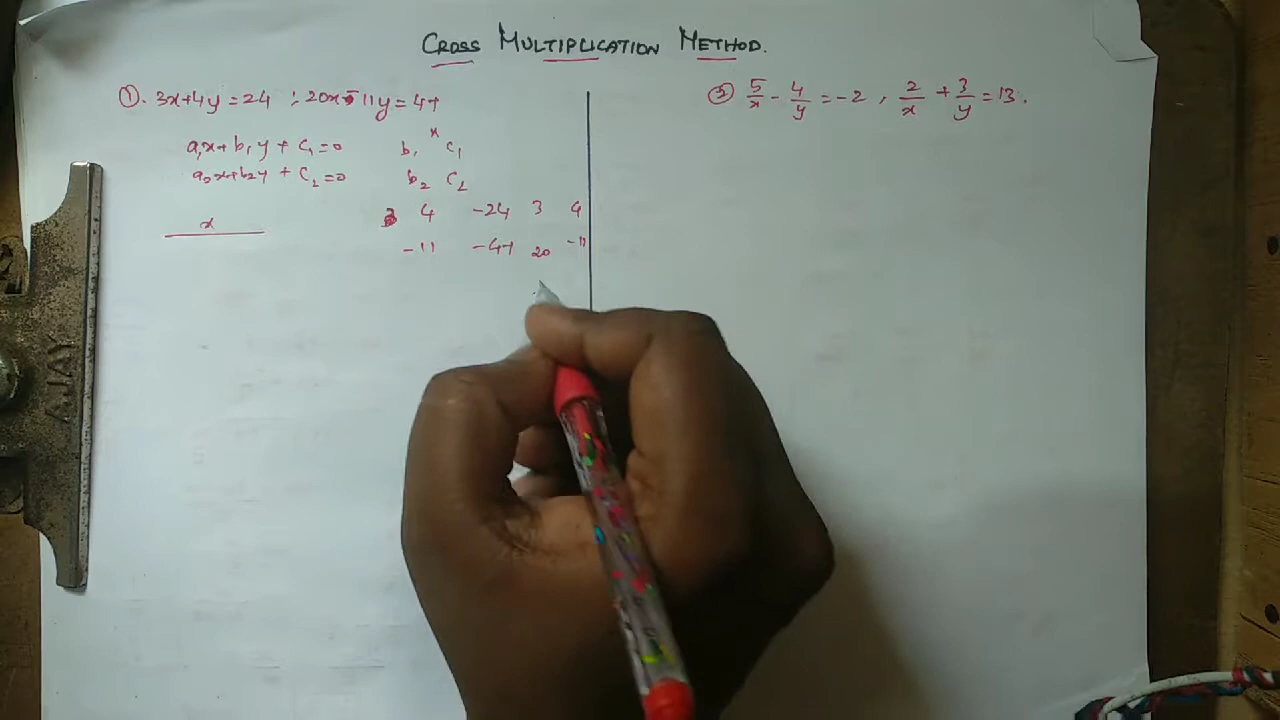 CROSS MULTIPLICATION METHOD.
①. 3x+4y=24 ; 20x-11y=47
a₁x+b₁y+c₁=0
a₂x+b₂y+c₂=0
x
x
b₁ c₁
b₂ c₂
3 4 -24 3 4
-11 -47 20 -11
5/x - 4/y = -2, 2/x + 3/y = 13.
AJAY